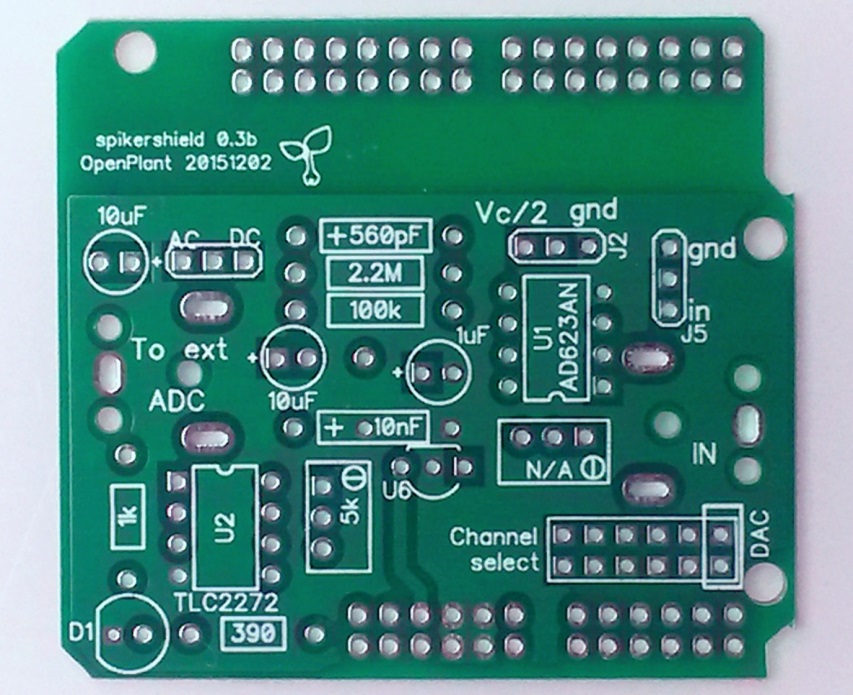 spikershield 0.3b
OpenPlant 20151202
10uF
AC DC
+
+560pF
2.2M
100k
Vc/2 gnd
J2
gnd
in
J5
U1
AD623AN
To ext
ADC
+
10uF
1uF
+
+ 10nF
U6
N/A
IN
1k
U2
TLC2272
5k
Channel
select
DAC
D1
390